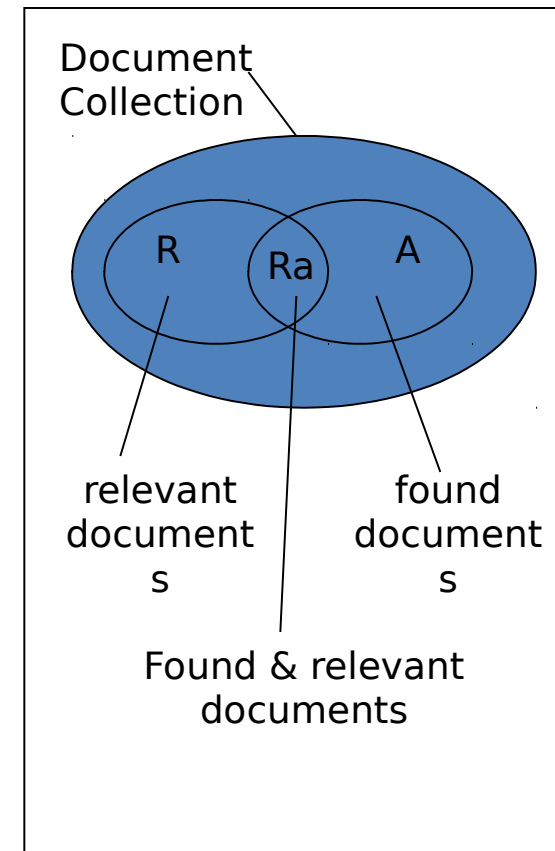 Document
Collection
R
Ra
A
relevant
document
s
found
document
s
Found & relevant
documents